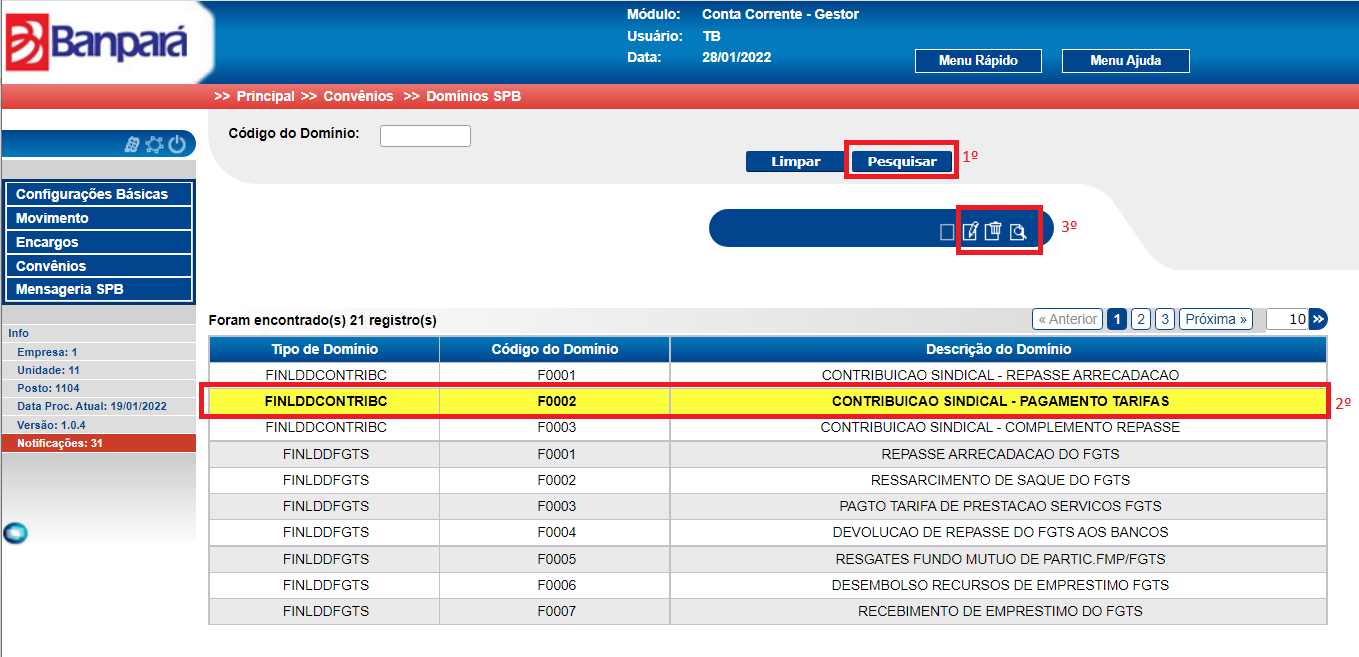 Banpará
Módulo: Conta Corrente - Gestor
Usuário: TB
Data: 28/01/2022
Menu Rápido Menu Ajuda
>> Principal >> Convênios >> Domínios SPB
Código do Domínio:
Limpar Pesquisar 1º
3º
Configurações Básicas
Movimento
Encargos
Convênios
Mensageria SPB
Info
Empresa: 1
Unidade: 11
Posto: 1104
Data Proc. Atual: 19/01/2022
Versão: 1.0.4
Notificações: 31
Foram encontrado(s) 21 registro(s)
« Anterior 1 2 3 Próxima » 10 »
Tipo de Domínio Código do Domínio Descrição do Domínio
FINLDDCONTRIBC F0001 CONTRIBUICAO SINDICAL - REPASSE ARRECADACAO
FINLDDCONTRIBC F0002 CONTRIBUICAO SINDICAL - PAGAMENTO TARIFAS 2º
FINLDDCONTRIBC F0003 CONTRIBUICAO SINDICAL - COMPLEMENTO REPASSE
FINLDDFGTS F0001 REPASSE ARRECADACAO DO FGTS
FINLDDFGTS F0002 RESSARCIMENTO DE SAQUE DO FGTS
FINLDDFGTS F0003 PAGTO TARIFA DE PRESTACAO SERVICOS FGTS
FINLDDFGTS F0004 DEVOLUCAO DE REPASSE DO FGTS AOS BANCOS
FINLDDFGTS F0005 RESGATES FUNDO MUTUO DE PARTIC.FMP/FGTS
FINLDDFGTS F0006 DESEMBOLSO RECURSOS DE EMPRESTIMO FGTS
FINLDDFGTS F0007 RECEBIMENTO DE EMPRESTIMO DO FGTS